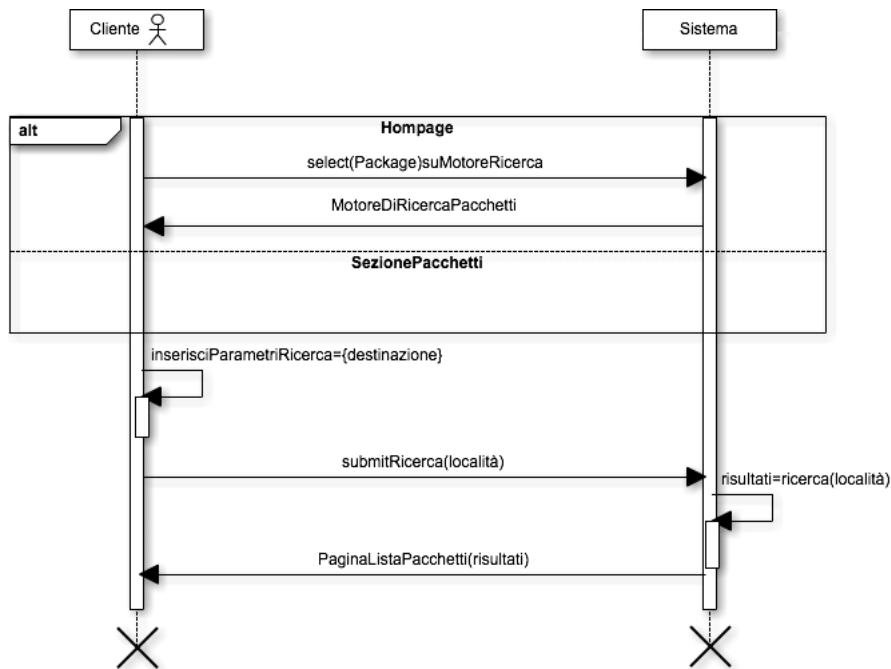 Cliente
Sistema
alt
Hompage
select(Package)suMotoreRicerca
MotoreDiRicercaPacchetti
SezionePacchetti
inserisciParametriRicerca={destinazione}
submitRicerca(località)
risultati=ricerca(località)
PaginaListaPacchetti(risultati)